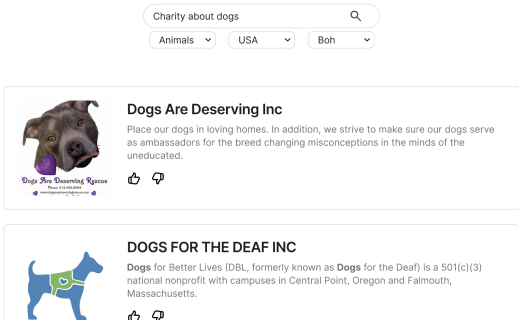 Charity about dogs
Animals USA Boh
Dogs Are Deserving Inc
Place our dogs in loving homes. In addition, we strive to make sure our dogs serve
as ambassadors for the breed changing misconceptions in the minds of the
uneducated.
Dogs Are Deserving Rescue
DOGS FOR THE DEAF INC
Dogs for Better Lives (DBL, formerly known as Dogs for the Deaf) is a 501(c)(3)
national nonprofit with campuses in Central Point, Oregon and Falmouth,
Massachusetts.